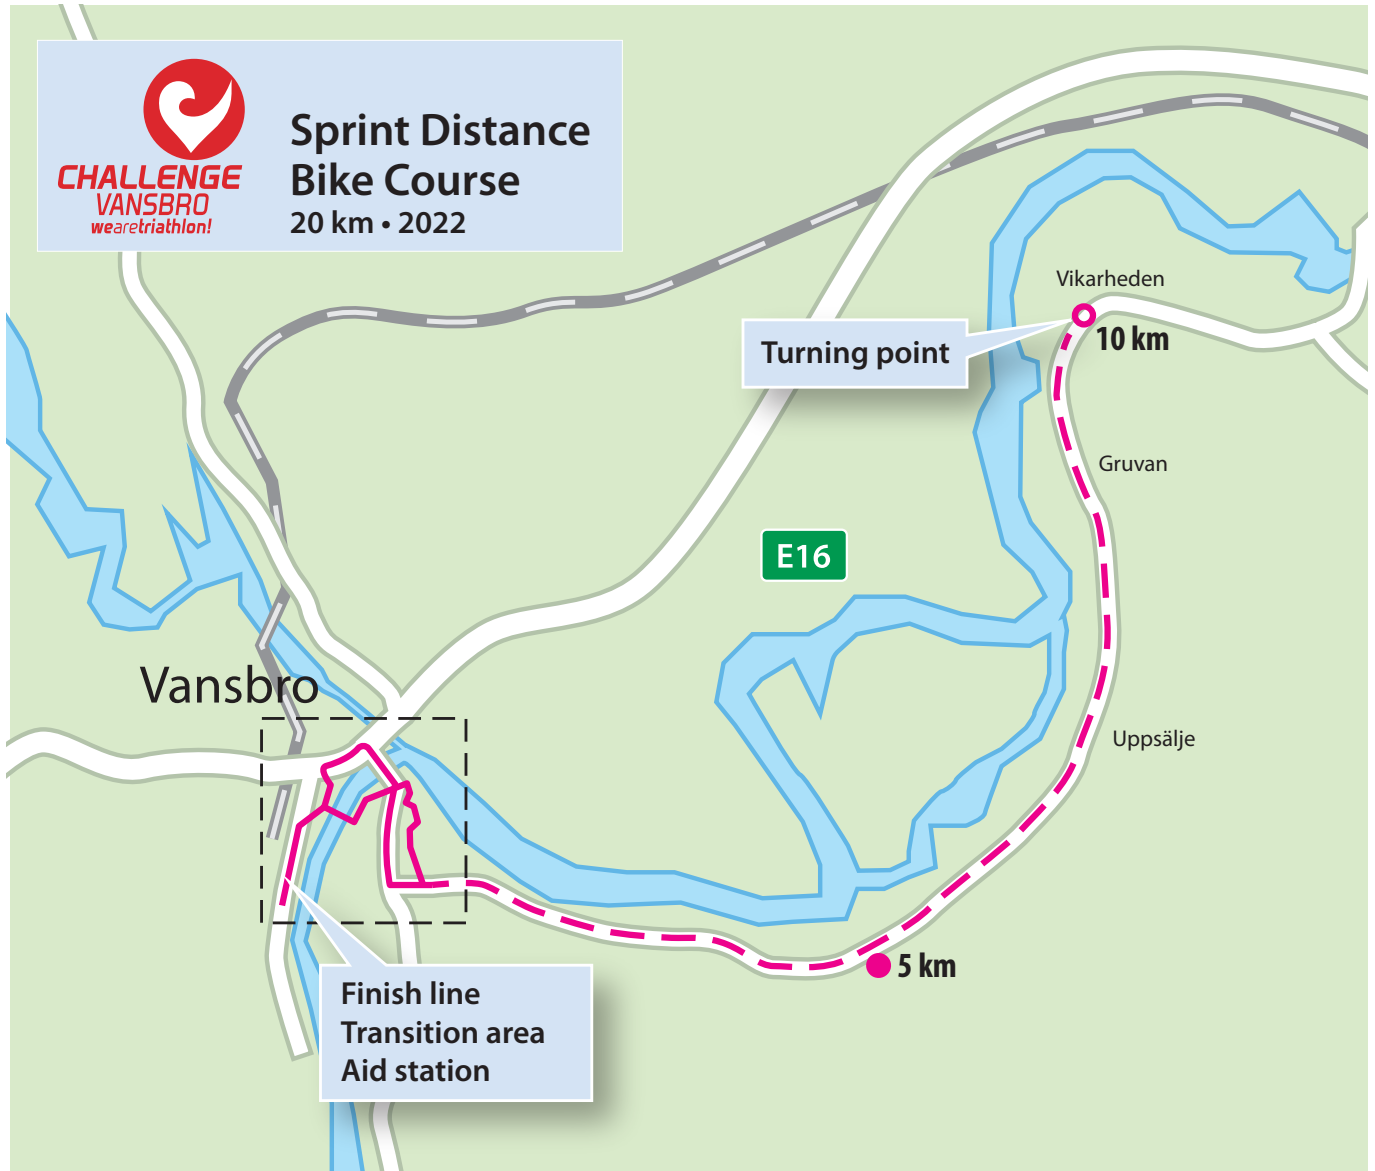 CHALLENGE
VANSBRO
wearetriathlon!
Sprint Distance
Bike Course
20 km • 2022
Vikarheden
Turning point
10 km
Gruvan
E16
Vansbro
Uppsälje
5 km
Finish line
Transition area
Aid station